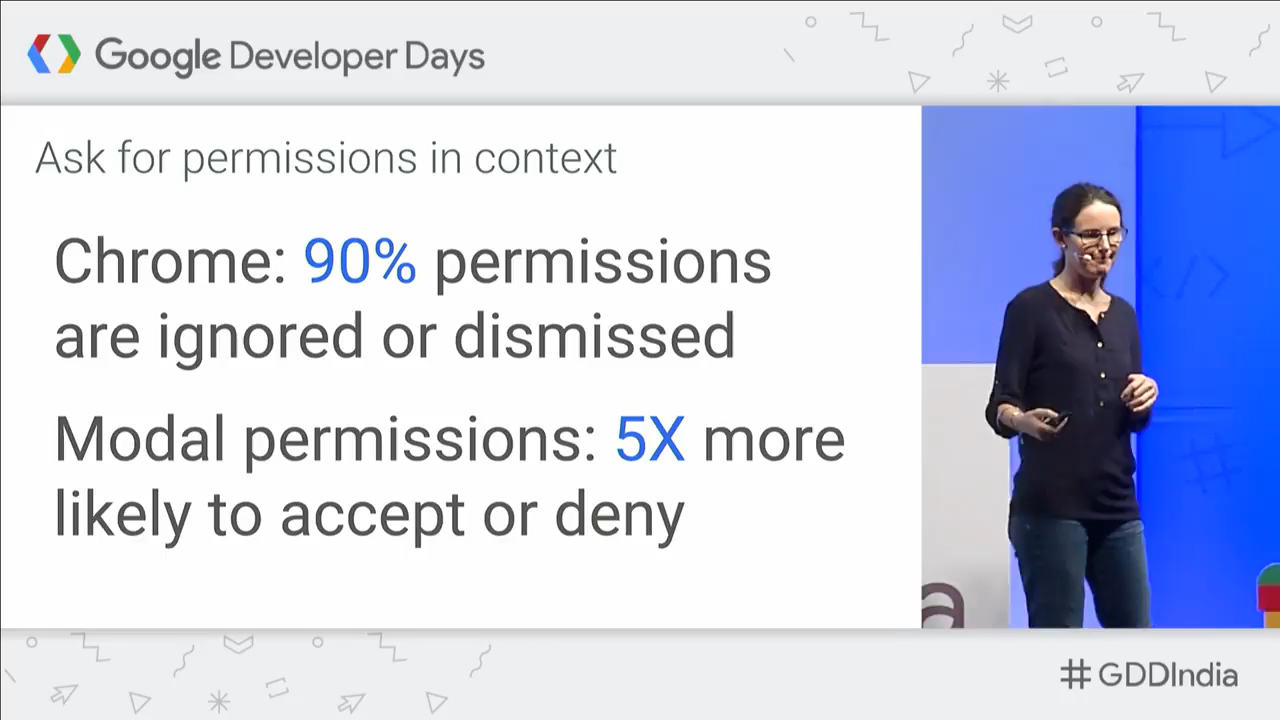 Google Developer Days
Ask for permissions in context
Chrome: 90% permissions
are ignored or dismissed
Modal permissions: 5X more
likely to accept or deny
</>
#
a
#GDDIndia